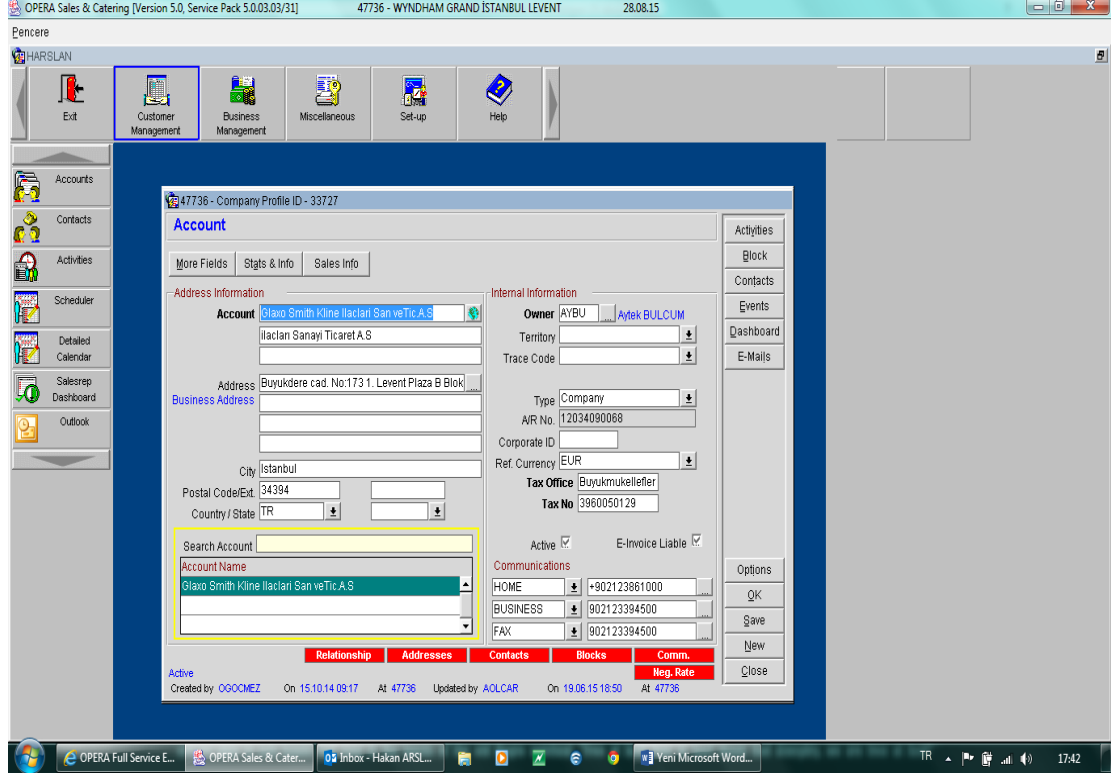 OPERA Sales & Catering [Version 5.0, Service Pack 5.0.03.03/31] 47736 - WYNDHAM GRAND İSTANBUL LEVENT 28.08.15
Pencere
HARSLAN
Exit
Customer Management
Business Management
Miscellaneous
Set-up
Help
Accounts
Contacts
Activities
Scheduler
Detailed Calendar
Salesrep Dashboard
Outlook
47736 - Company Profile ID - 33727
Account
More Fields
Stats & Info
Sales Info
Address Information
Account Glaxo Smith Kline Ilaclari San veTic.A.S
ilacları Sanayi Ticaret A.S
Address Buyukdere cad. No:173 1. Levent Plaza B Blok ...
Business Address
City Istanbul
Postal Code/Ext. 34394
Country / State TR
Search Account
Account Name
Glaxo Smith Kline Ilaclari San veTic.A.S
Internal Information
Owner AYBU ... Aytek BULCUM
Territory
Trace Code
Type Company
A/R No. 12034090068
Corporate ID
Ref. Currency EUR
Tax Office Buyukmukellefler
Tax No 3960050129
Active
E-Invoice Liable
Communications
HOME +902123861000 ...
BUSINESS 902123394500 ...
FAX 902123394500 ...
Relationship Addresses Contacts Blocks Comm.
Active
Neg. Rate
Created by OGOCMEZ On 15.10.14 09:17 At 47736 Updated by AOLCAR On 19.06.15 18:50 At 47736
Activities
Block
Contacts
Events
Dashboard
E-Mails
Options
OK
Save
New
Close
OPERA Full Service E...
OPERA Sales & Cater...
Inbox - Hakan ARSL...
Yeni Microsoft Word...
TR
17:42